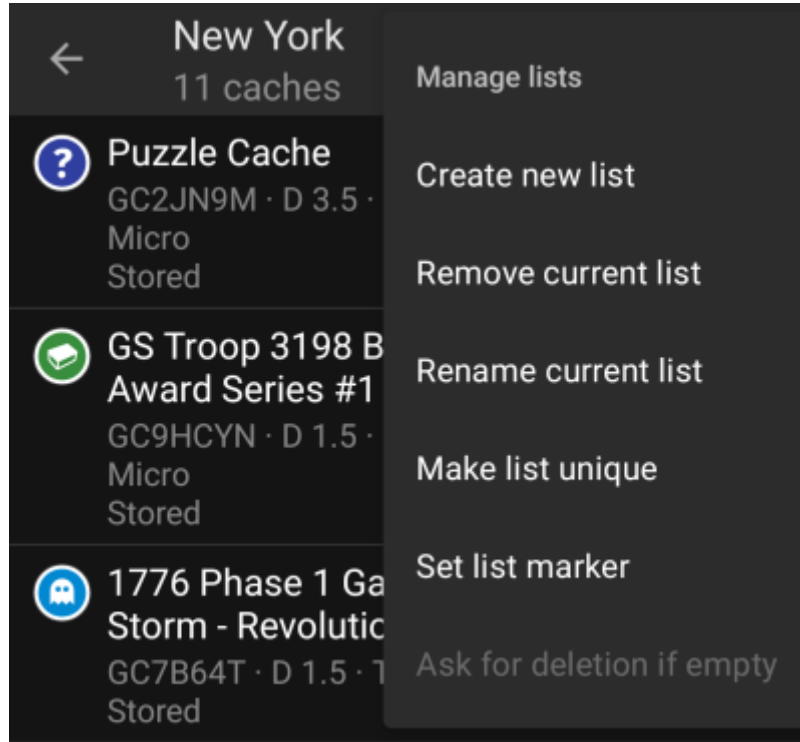 New York
11 caches
Puzzle Cache
GC2JN9M · D 3.5 ·
Micro
Stored
GS Troop 3198 B
Award Series #1
GC9HCYN · D 1.5 ·
Micro
Stored
1776 Phase 1 Ga
Storm - Revolutic
GC7B64T · D 1.5 · T
Stored
Manage lists
Create new list
Remove current list
Rename current list
Make list unique
Set list marker
Ask for deletion if empty